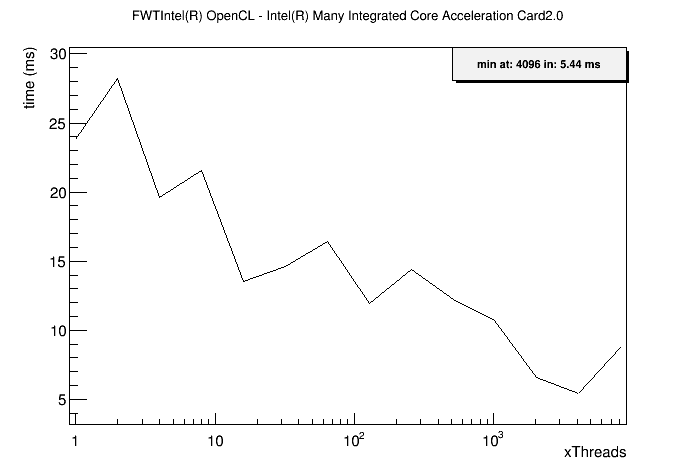 FWTIntel(R) OpenCL - Intel(R) Many Integrated Core Acceleration Card2.0
min at: 4096 in: 5.44 ms
time (ms)
30
25
20
15
10
5
1 10 10² 10³
xThreads